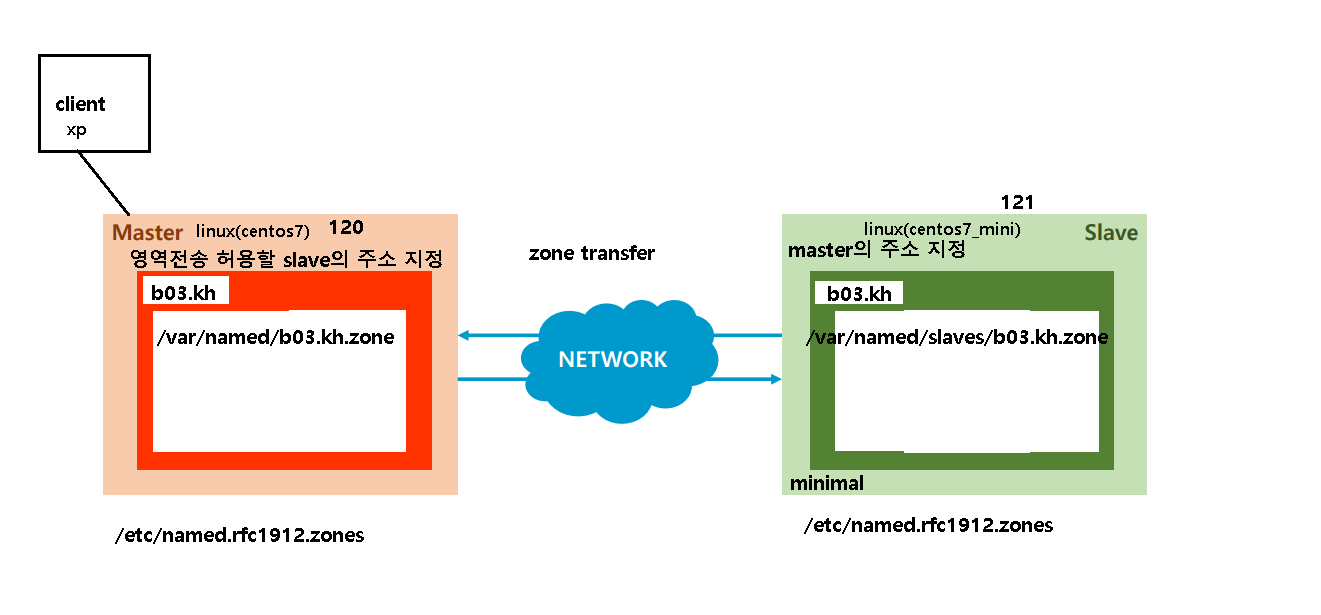 client
xp
Master linux(centos7) 120
영역전송 허용할 slave의 주소 지정
b03.kh
/var/named/b03.kh.zone
/etc/named.rfc1912.zones
zone transfer
NETWORK
121
linux(centos7_mini) Slave
master의 주소 지정
b03.kh
/var/named/slaves/b03.kh.zone
minimal
/etc/named.rfc1912.zones